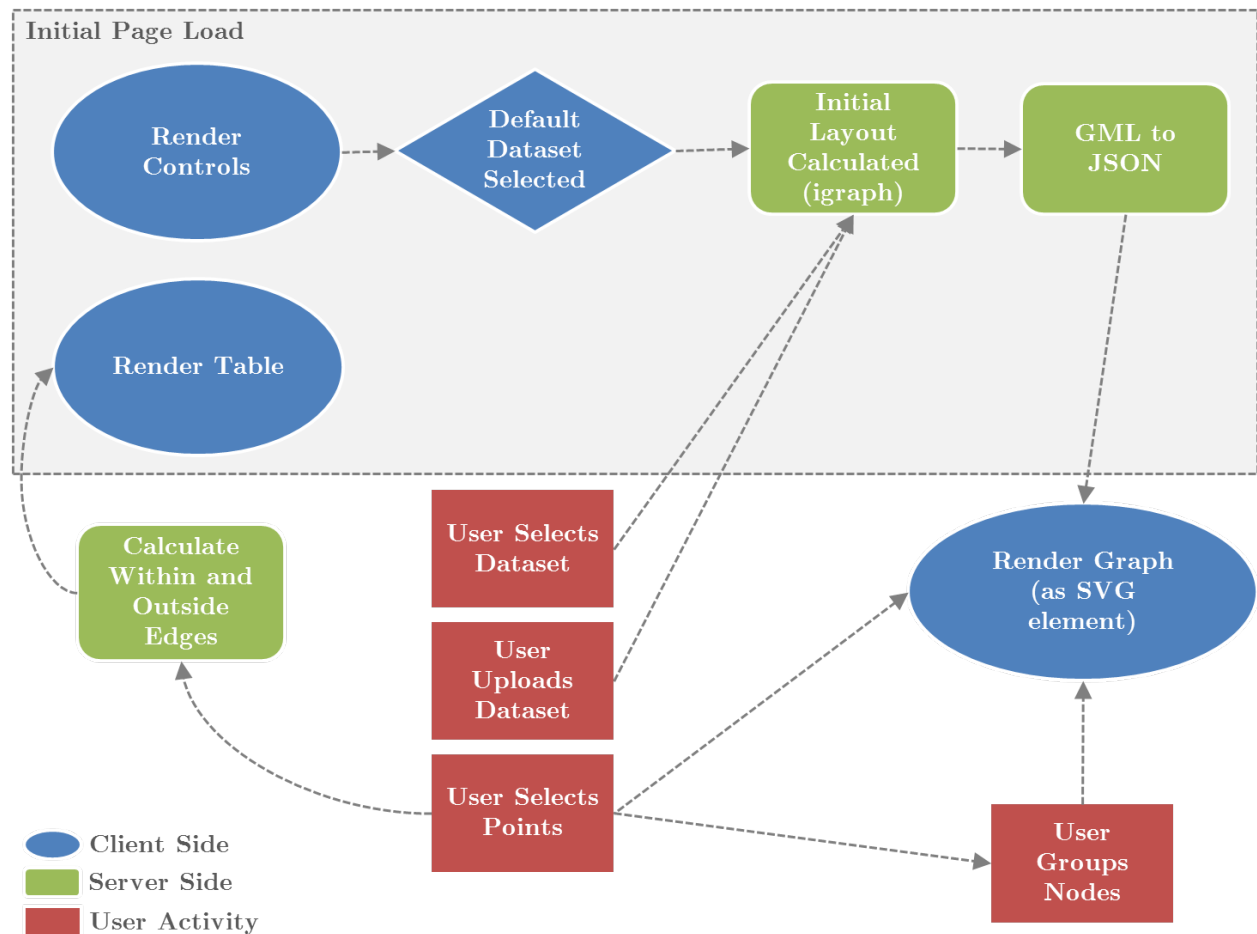 Initial Page Load
Render
Controls
Default
Dataset
Selected
Initial
Layout
Calculated
(igraph)
GML to
JSON
Render Table
Calculate
Within and
Outside
Edges
User Selects
Dataset
User
Uploads
Dataset
User Selects
Points
Render Graph
(as SVG
element)
User
Groups
Nodes
Client Side
Server Side
User Activity